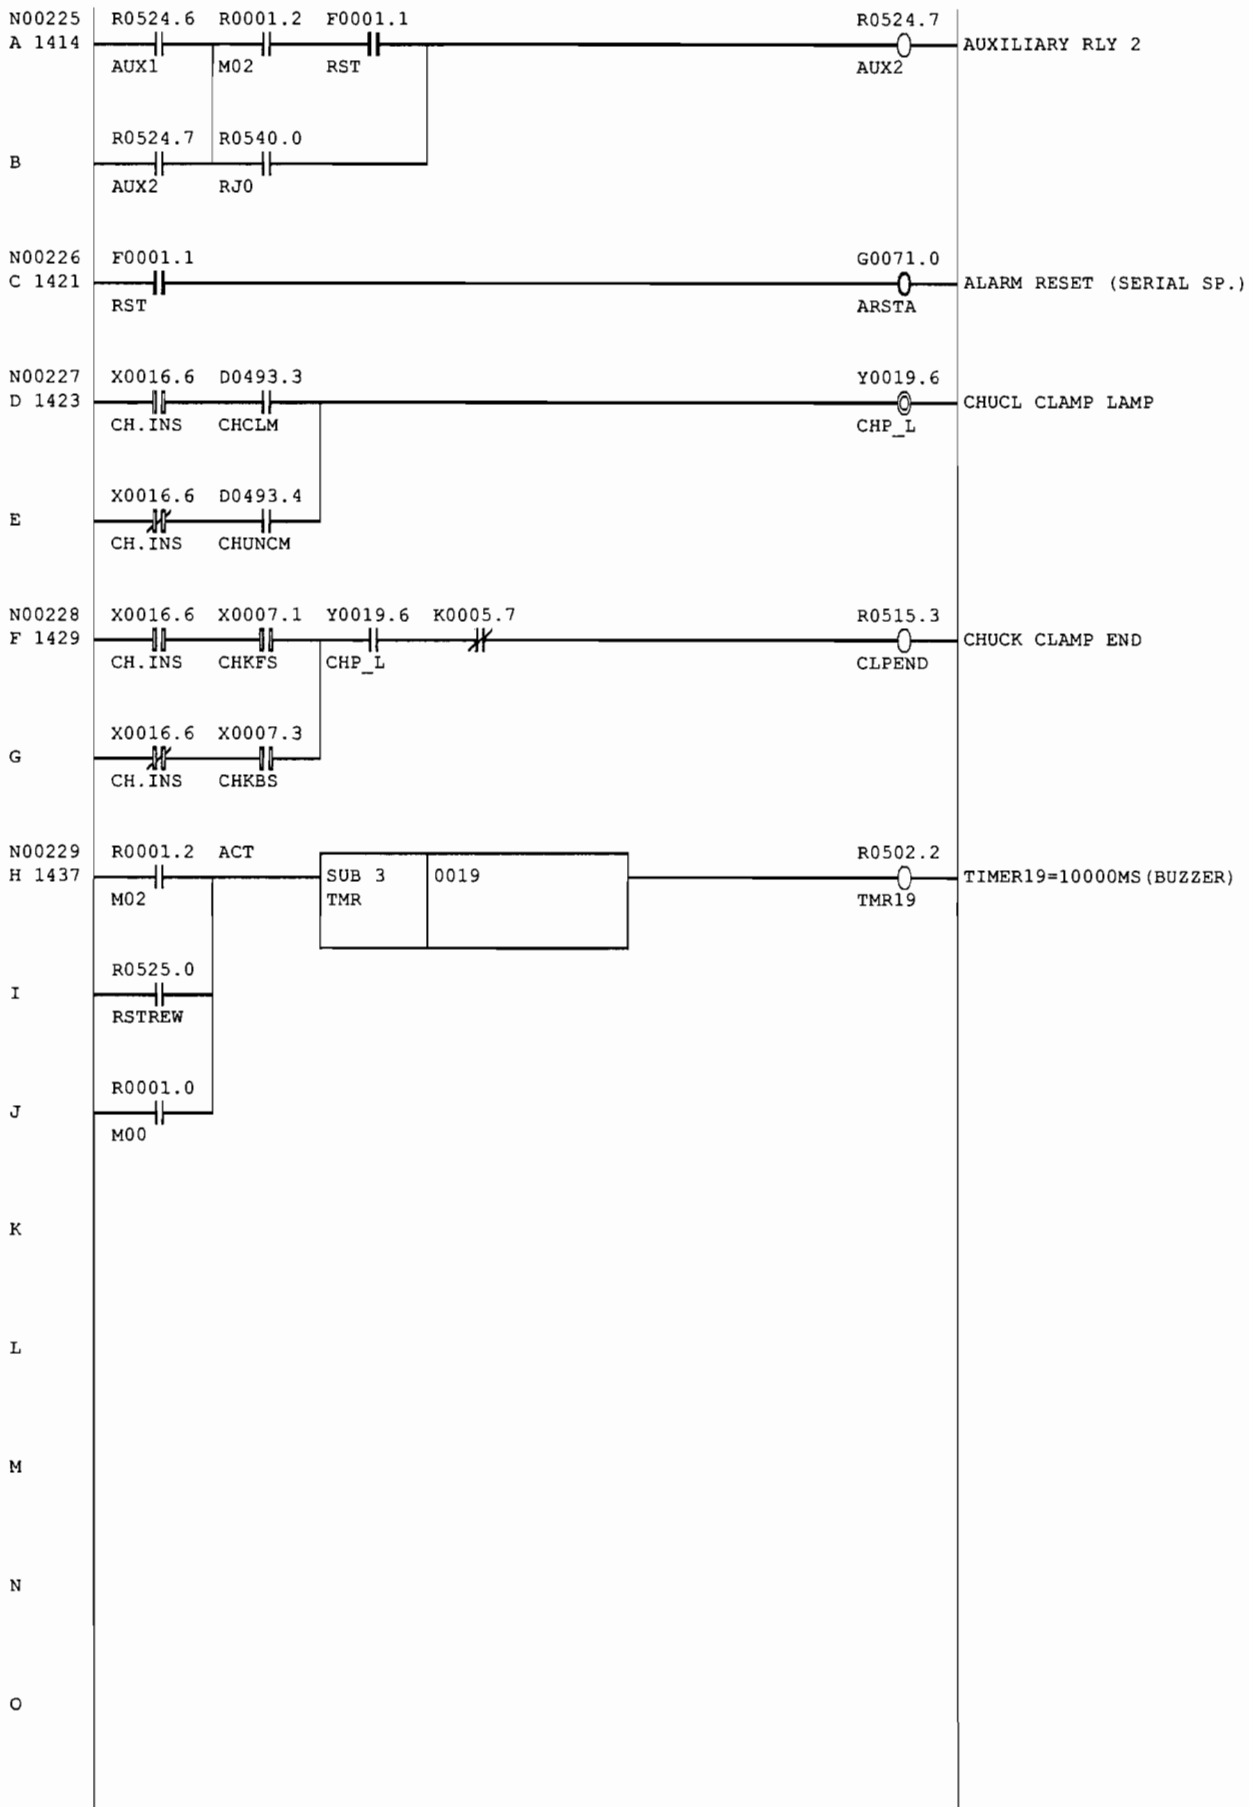 N00225 R0524.6 R0001.2 F0001.1 R0524.7
A 1414 AUXILIARY RLY 2
AUX1 M02 RST AUX2
R0524.7 R0540.0
B
AUX2 RJ0
N00226 F0001.1 G0071.0
C 1421 ALARM RESET (SERIAL SP.)
RST ARSTA
N00227 X0016.6 D0493.3 Y0019.6
D 1423 CHUCL CLAMP LAMP
CH.INS CHCLM CHP_L
X0016.6 D0493.4
E
CH.INS CHUNCM
N00228 X0016.6 X0007.1 Y0019.6 K0005.7 R0515.3
F 1429 CHUCK CLAMP END
CH.INS CHKFS CHP_L CLPEND
X0016.6 X0007.3
G
CH.INS CHKBS
N00229 R0001.2 ACT R0502.2
H 1437 SUB 3 0019 TIMER19=10000MS(BUZZER)
M02 TMR TMR19
R0525.0
I
RSTREW
R0001.0
J
M00
K
L
M
N
O